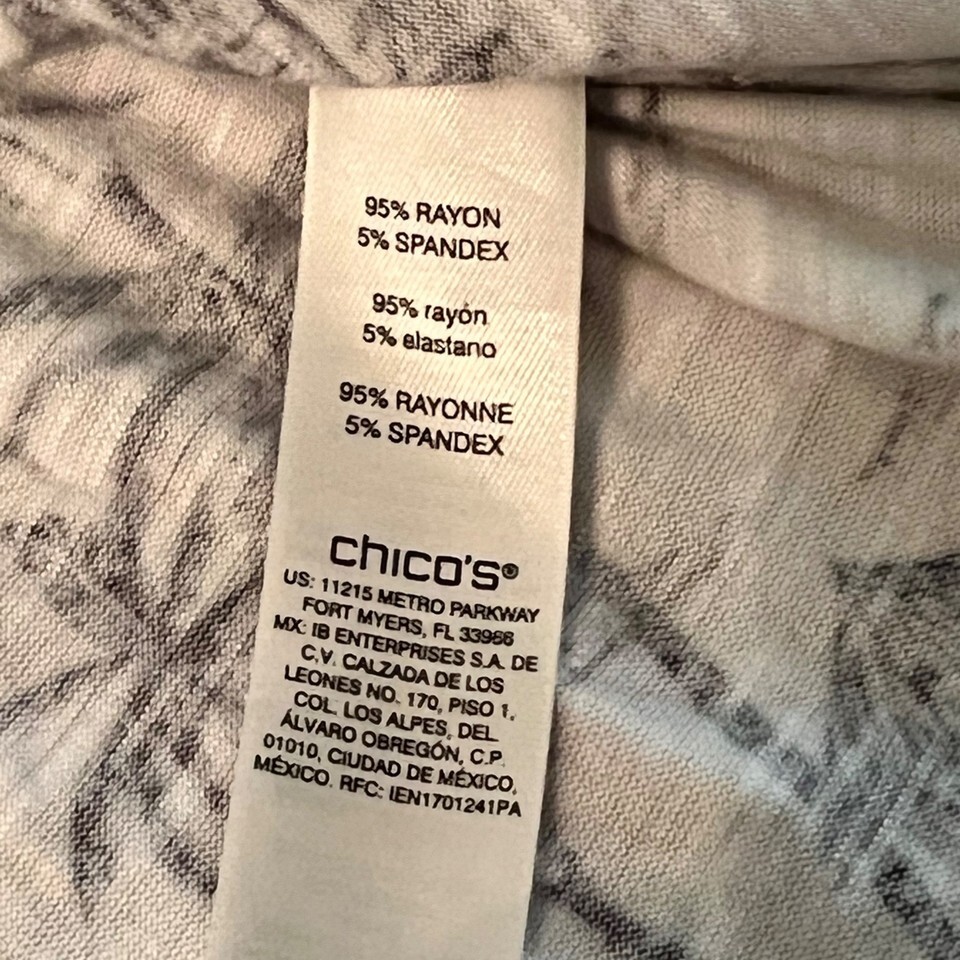 95% RAYON
5% SPANDEX
95% rayón
5% elastano
95% RAYONNE
5% SPANDEX
chico's®
US: 11215 METRO PARKWAY
FORT MYERS, FL 33966
MX: IB ENTERPRISES S.A. DE
C.V. CALZADA DE LOS
LEONES NO. 170, PISO 1,
COL. LOS ALPES, DEL.
ÁLVARO OBREGÓN, C.P.
01010, CIUDAD DE MÉXICO,
MÉXICO. RFC: IEN1701241PA